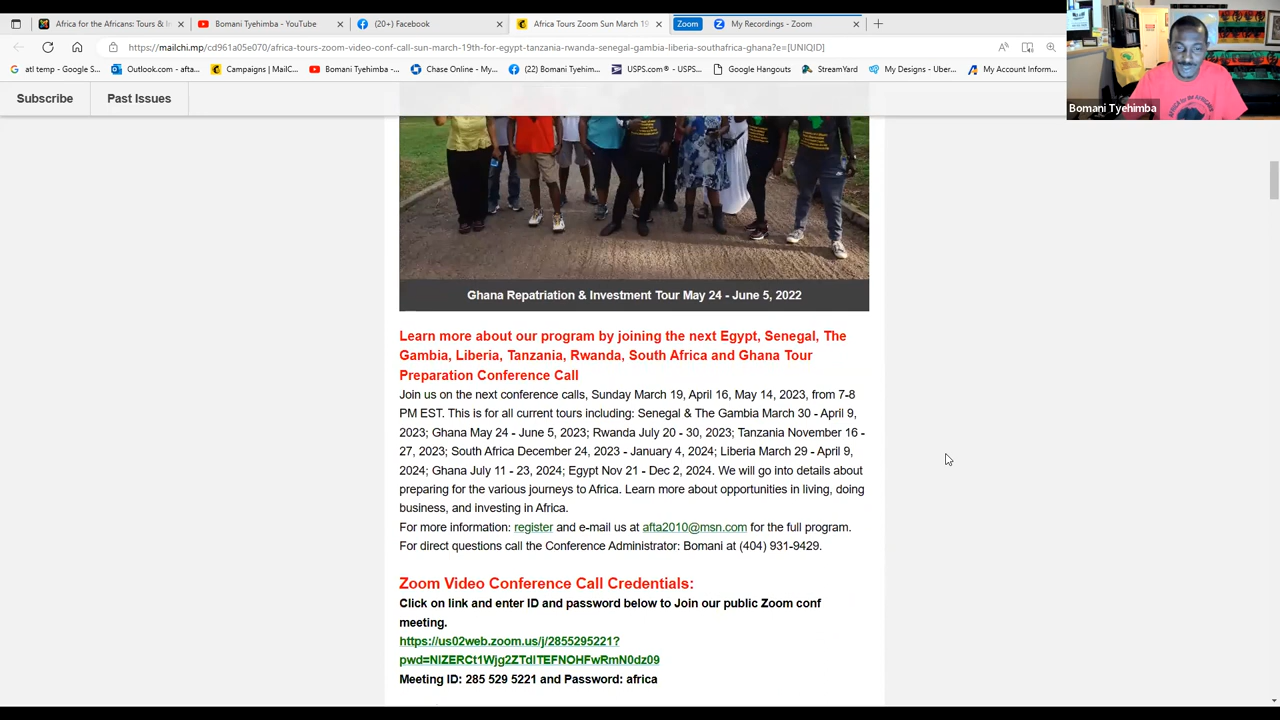 Africa for the Africans: Tours & I
Bomani Tyehimba - YouTube
(20+) Facebook
Africa Tours Zoom Sun March 19
Zoom
My Recordings - Zoom
https://mailchi.mp/cd961a05e070/africa-tours-zoom-video-conf-call-sun-march-19th-for-egypt-tanzania-rwanda-senegal-gambia-liberia-southafrica-ghana?e=[UNIQID]
atl temp - Google S...
Outlook.com - afta...
Campaigns | MailC...
Bomani Tyehimba -...
Chase Online - My...
USPS.com® - USPS...
Google Hangouts
StreamYard
My Designs - Uber...
My Account Inform...
Bomani Tyehimba
Subscribe
Past Issues
Ghana Repatriation & Investment Tour May 24 - June 5, 2022
Learn more about our program by joining the next Egypt, Senegal, The
Gambia, Liberia, Tanzania, Rwanda, South Africa and Ghana Tour
Preparation Conference Call
Join us on the next conference calls, Sunday March 19, April 16, May 14, 2023, from 7-8
PM EST. This is for all current tours including: Senegal & The Gambia March 30 - April 9,
2023; Ghana May 24 - June 5, 2023; Rwanda July 20 - 30, 2023; Tanzania November 16 -
27, 2023; South Africa December 24, 2023 - January 4, 2024; Liberia March 29 - April 9,
2024; Ghana July 11 - 23, 2024; Egypt Nov 21 - Dec 2, 2024. We will go into details about
preparing for the various journeys to Africa. Learn more about opportunities in living, doing
business, and investing in Africa.
For more information: register and e-mail us at afta2010@msn.com for the full program.
For direct questions call the Conference Administrator: Bomani at (404) 931-9429.
Zoom Video Conference Call Credentials:
Click on link and enter ID and password below to Join our public Zoom conf
meeting.
https://us02web.zoom.us/j/2855295221?
pwd=NlZERCt1Wjg2ZTdITEFNOHFwRmN0dz09
Meeting ID: 285 529 5221 and Password: africa